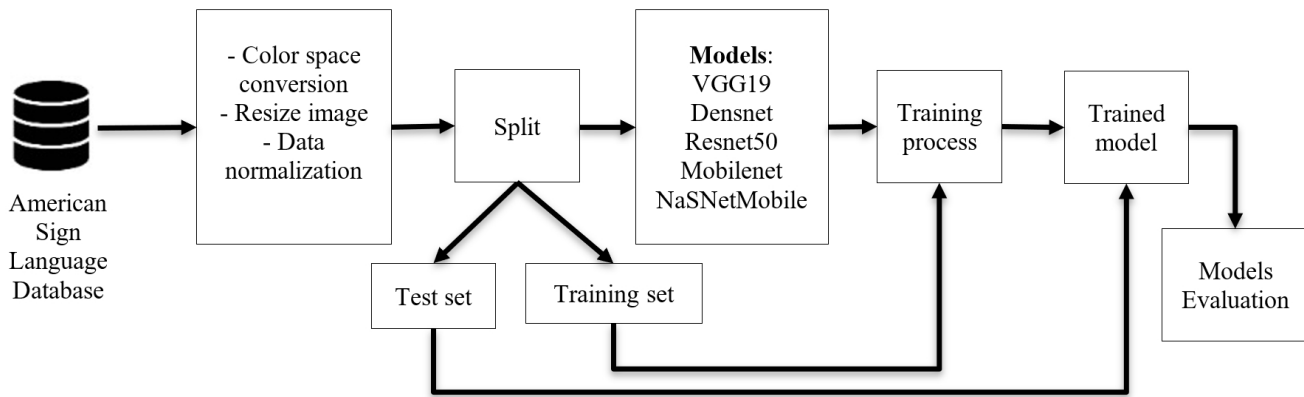 American
Sign
Language
Database
- Color space
conversion
- Resize image
- Data
normalization
Split
Test set
Training set
Models:
VGG19
Densnet
Resnet50
Mobilenet
NaSNetMobile
Training
process
Trained
model
Models
Evaluation